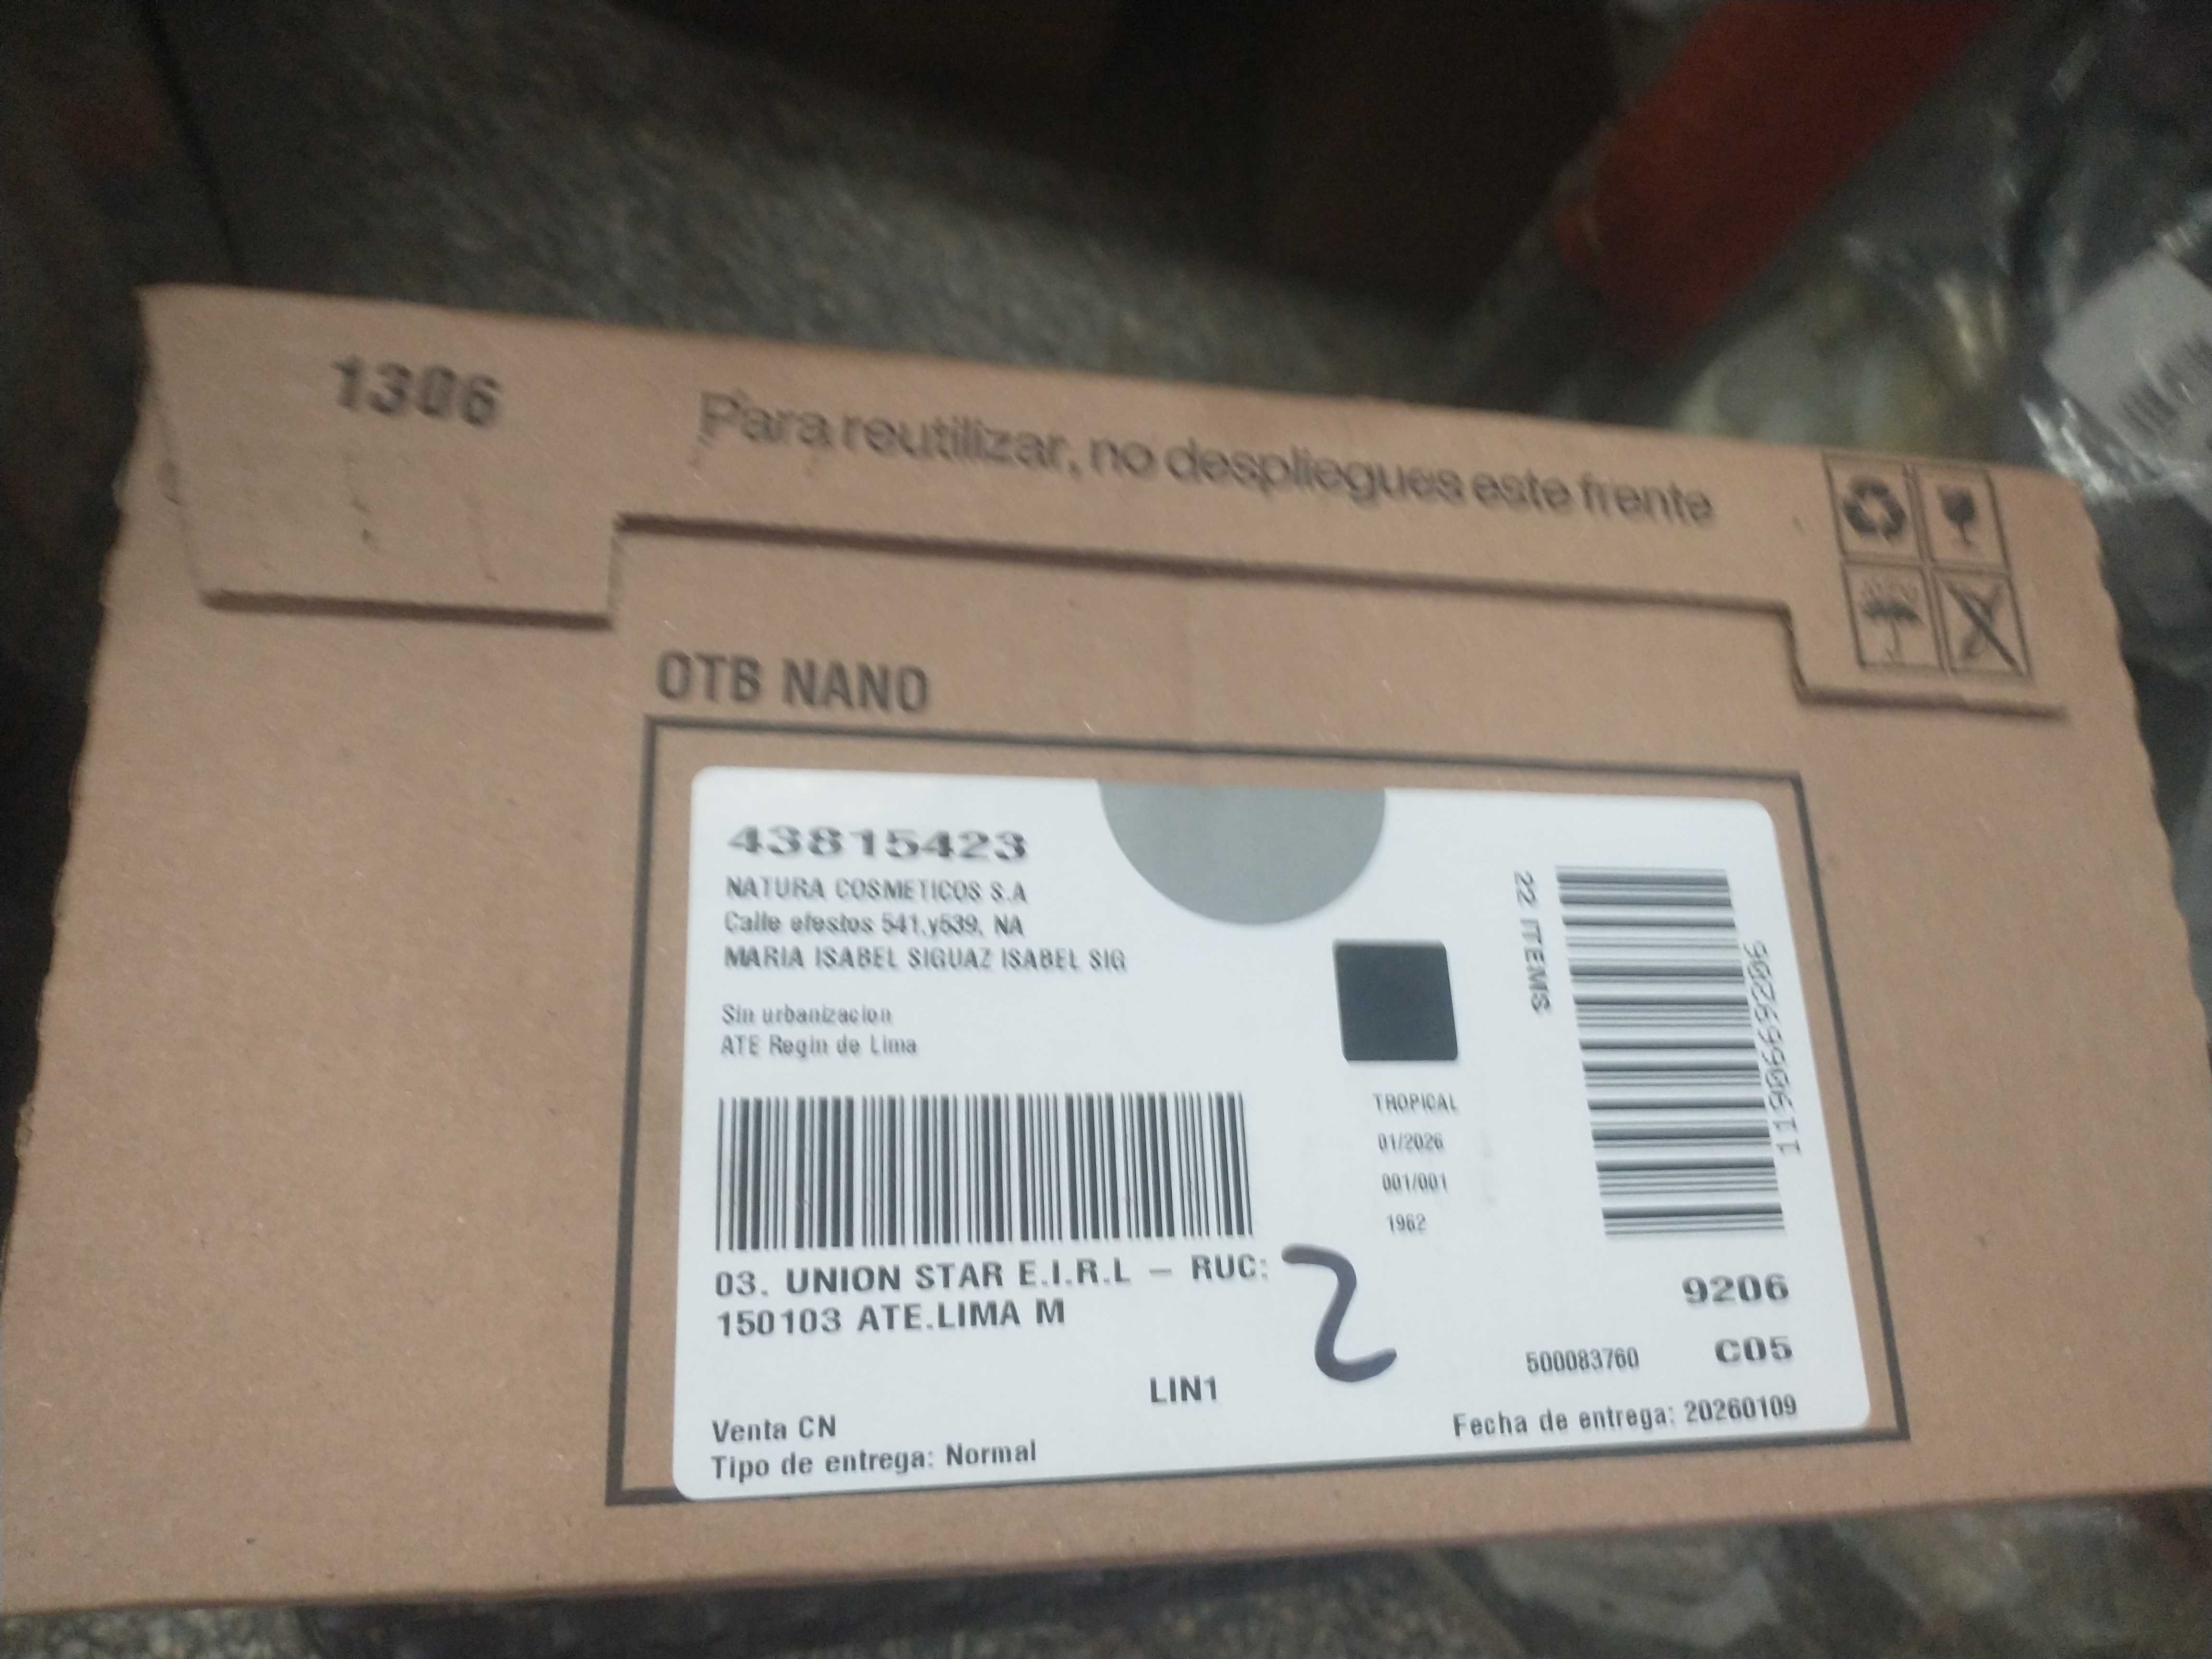 1306
Para reutilizar, no despliegues este frente
OTB NANO
43815423
NATURA COSMETICOS S.A
Calle efestos 541,y539, NA
MARIA ISABEL SIGUAZ ISABEL SIG
Sin urbanizacion
ATE Regin de Lima
22 ITEMS
1190669206
TROPICAL
01/2026
001/001
1962
03. UNION STAR E.I.R.L – RUC:
150103 ATE.LIMA M
2
9206
500083760 C05
LIN1
Venta CN
Tipo de entrega: Normal
Fecha de entrega: 20260109